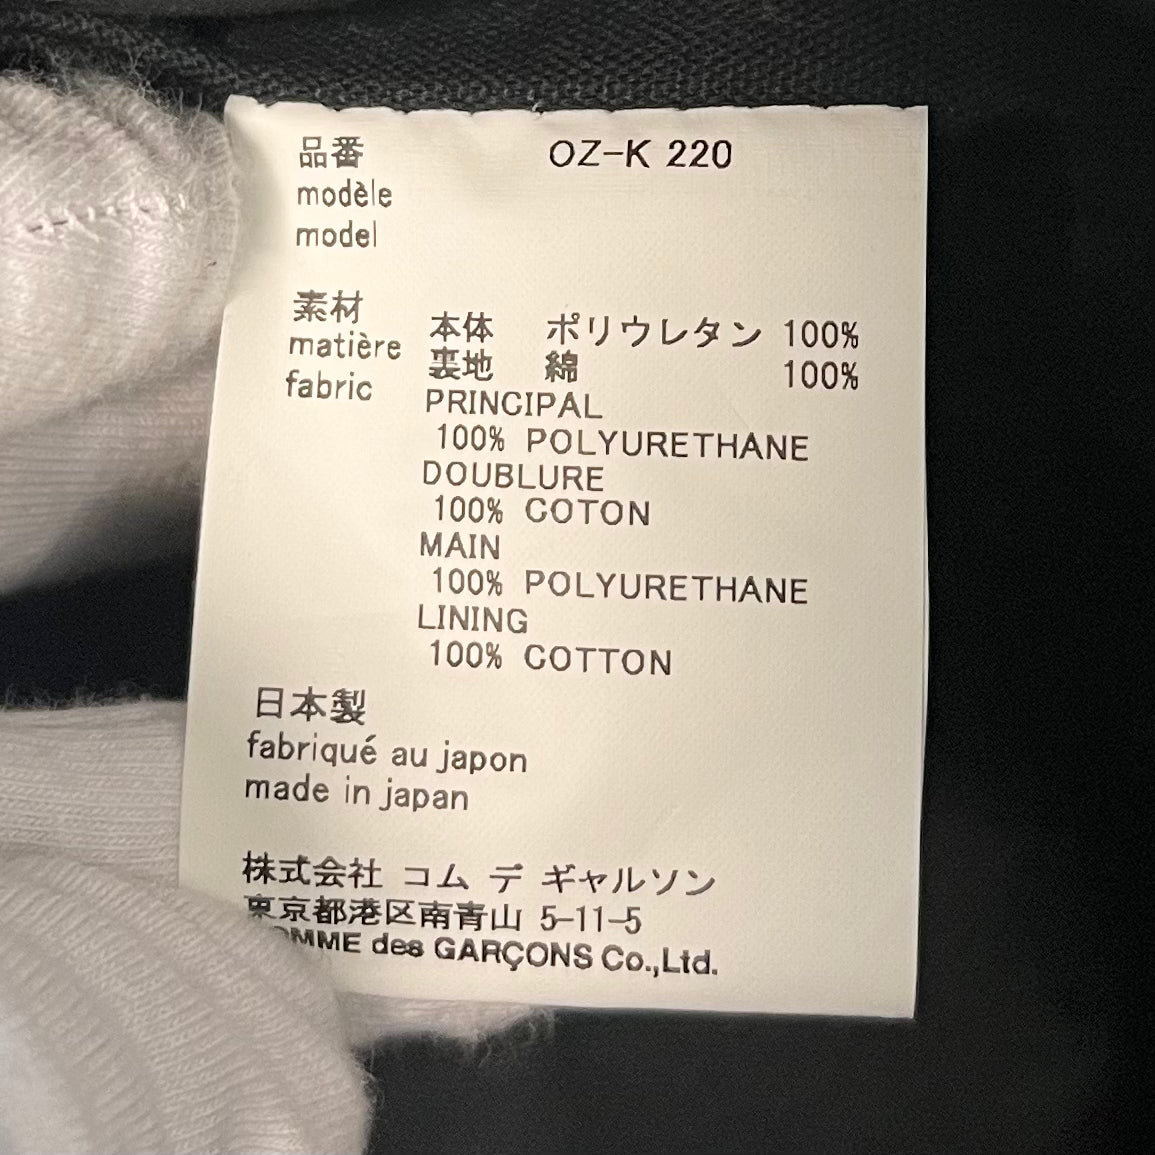 品番 OZ-K 220
modèle
model
素材 本体 ポリウレタン 100%
matière 裏地 綿 100%
fabric PRINCIPAL
100% POLYURETHANE
DOUBLURE
100% COTON
MAIN
100% POLYURETHANE
LINING
100% COTTON
日本製
fabriqué au japon
made in japan
株式会社 コム デ ギャルソン
東京都港区南青山 5-11-5
COMME des GARÇONS Co.,Ltd.